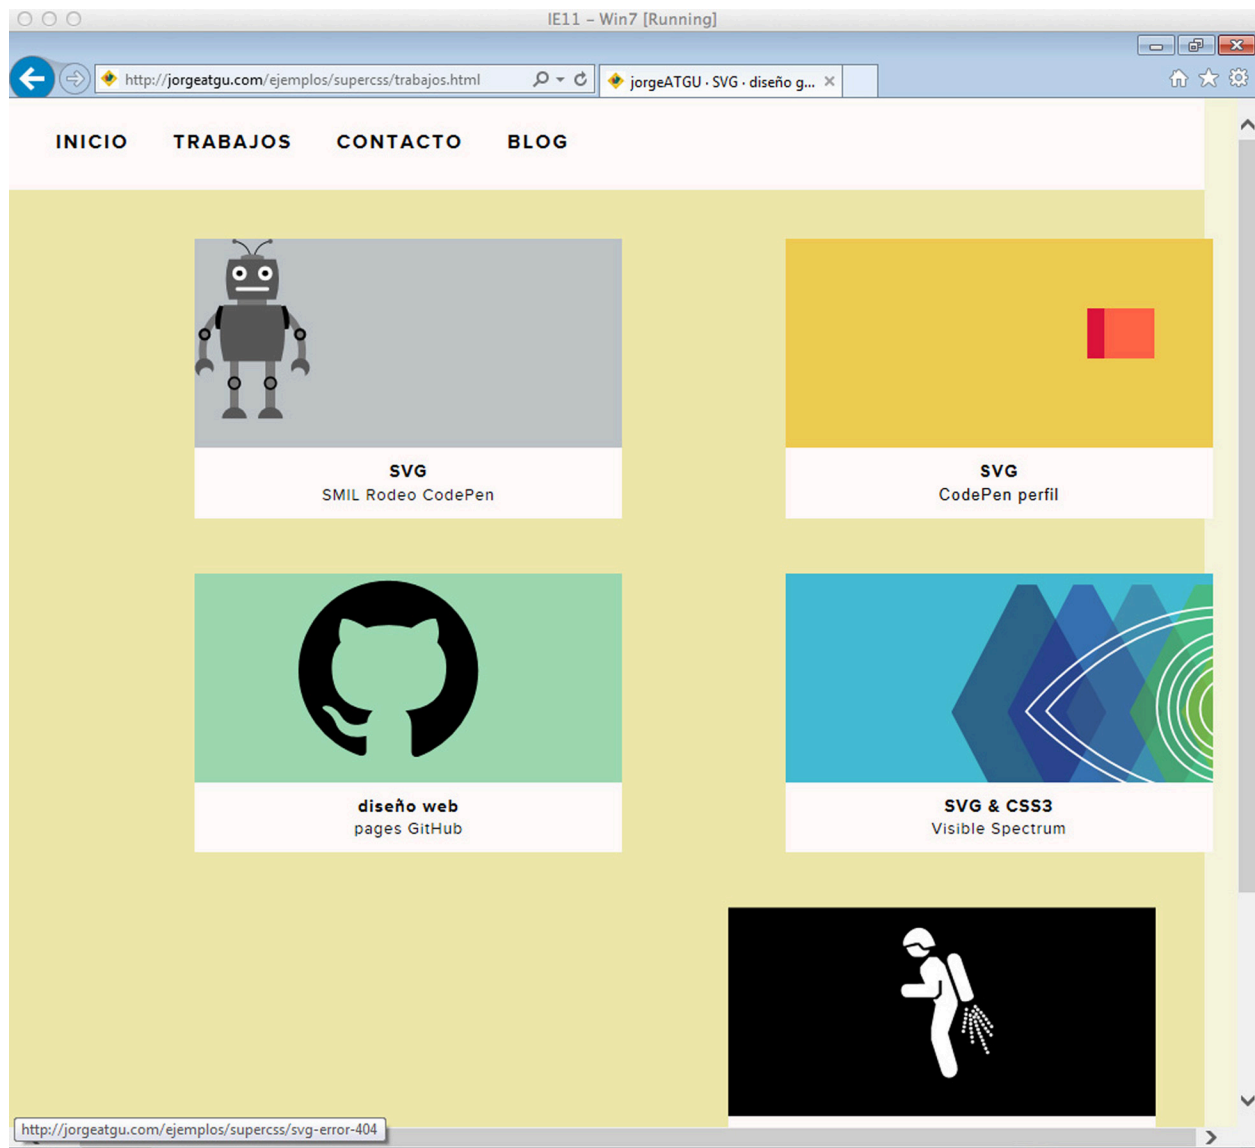 IE11 – Win7 [Running]
http://jorgeatgu.com/ejemplos/supercss/trabajos.html
jorgeATGU · SVG · diseño g...
INICIO TRABAJOS CONTACTO BLOG
SVG
SMIL Rodeo CodePen
SVG
CodePen perfil
diseño web
pages GitHub
SVG & CSS3
Visible Spectrum
http://jorgeatgu.com/ejemplos/supercss/svg-error-404